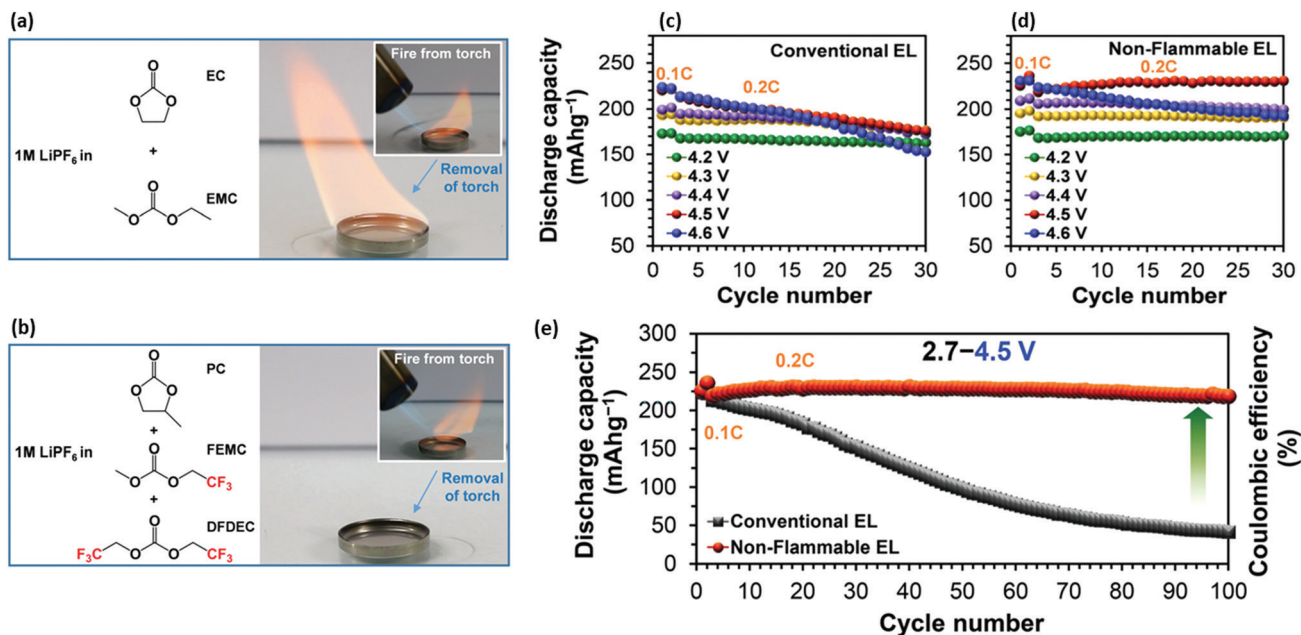 (a)
EC
1M LiPF₆ in
+
EMC
O
O
O
O
O
O
Fire from torch
Removal
of torch
(b)
PC
1M LiPF₆ in
+
FEMC
+
DFDEC
O
O
O
O
O
O
CF₃
O
F₃C
O
O
CF₃
Fire from torch
Removal
of torch
(c)
Conventional EL
0.1C
0.2C
Discharge capacity
(mAhg⁻¹)
250
200
150
100
50
4.2 V
4.3 V
4.4 V
4.5 V
4.6 V
0 5 10 15 20 25 30
Cycle number
(d)
Non-Flammable EL
0.1C
0.2C
250
200
150
100
50
4.2 V
4.3 V
4.4 V
4.5 V
4.6 V
0 5 10 15 20 25 30
Cycle number
(e)
2.7–4.5 V
0.2C
0.1C
Discharge capacity
(mAhg⁻¹)
300
250
200
150
100
50
0
Conventional EL
Non-Flammable EL
0 10 20 30 40 50 60 70 80 90 100
Cycle number
Coulombic efficiency
(%)